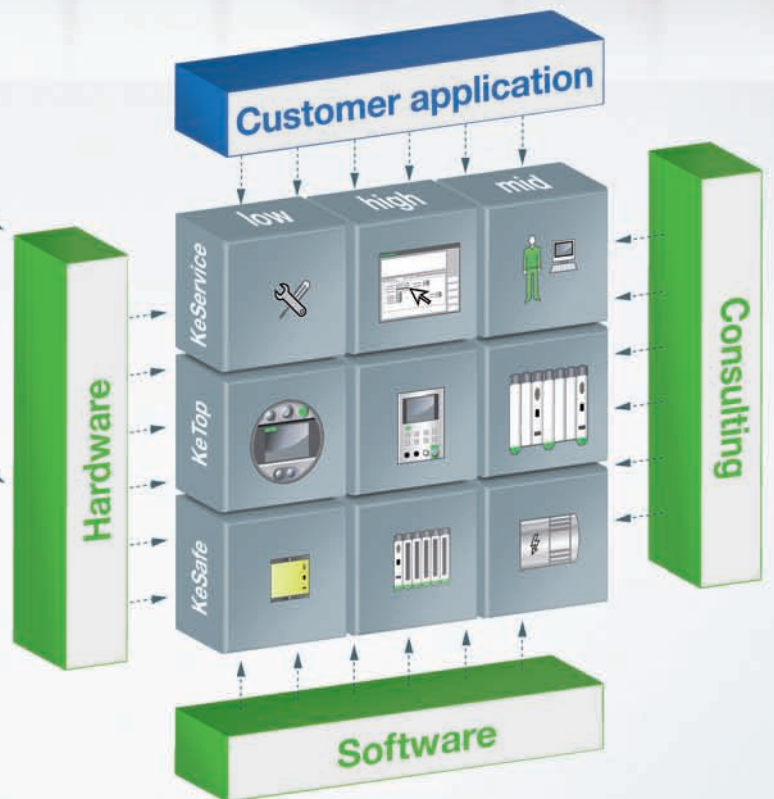 Customer application
low
high
mid
KeService
KeTop
KeSafe
Hardware
Consulting
Software